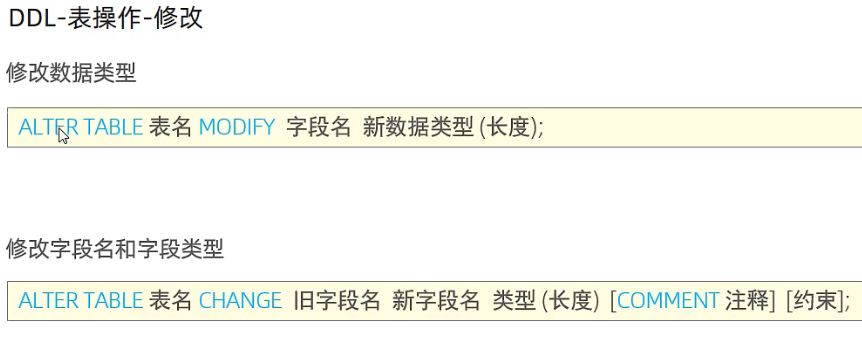 DDL-表操作-修改
修改数据类型
ALTER TABLE 表名 MODIFY 字段名 新数据类型 (长度);
修改字段名和字段类型
ALTER TABLE 表名 CHANGE 旧字段名 新字段名 类型 (长度) [COMMENT 注释] [约束];